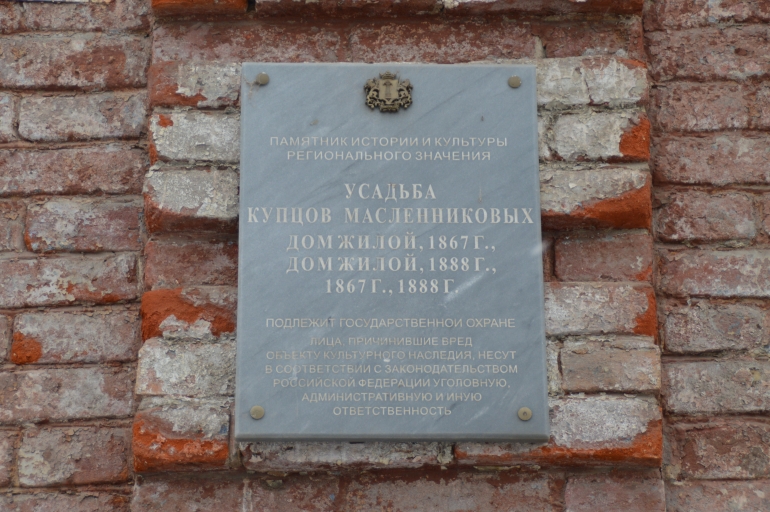 ПАМЯТНИК ИСТОРИИ И КУЛЬТУРЫ
РЕГИОНАЛЬНОГО ЗНАЧЕНИЯ
УСАДЬБА
КУПЦОВ МАСЛЕННИКОВЫХ
ДОМ ЖИЛОЙ, 1867 Г.,
ДОМ ЖИЛОЙ, 1888 Г.,
1867 Г., 1888 Г.
ПОДЛЕЖИТ ГОСУДАРСТВЕННОЙ ОХРАНЕ
ЛИЦА, ПРИЧИНИВШИЕ ВРЕД
ОБЪЕКТУ КУЛЬТУРНОГО НАСЛЕДИЯ, НЕСУТ
В СООТВЕТСТВИИ С ЗАКОНОДАТЕЛЬСТВОМ
РОССИЙСКОЙ ФЕДЕРАЦИИ УГОЛОВНУЮ,
АДМИНИСТРАТИВНУЮ И ИНУЮ
ОТВЕТСТВЕННОСТЬ